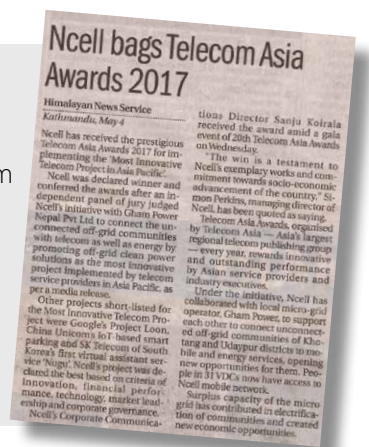 Ncell bags Telecom Asia
Awards 2017
Himalayan News Service
Kathmandu, May 4
Ncell has received the prestigious
Telecom Asia Awards 2017 for im-
plementing the 'Most Innovative
Telecom Project in Asia Pacific'.
Ncell was declared winner and
conferred the awards after an in-
dependent panel of jury judged
Ncell's initiative with Gham Power
Nepal Pvt Ltd to connect the un-
connected off-grid communities
with telecom as well as energy by
promoting off-grid clean power
solutions as the most innovative
project implemented by telecom
service providers in Asia Pacific, as
per a media release.
Other projects short-listed for
the Most Innovative Telecom Pro-
ject were Google's Project Loon,
China Unicom's IoT-based smart
parking and SK Telecom of South
Korea's first virtual assistant ser-
vice 'Nugu'. Ncell's project was de-
clared the best based on criteria of
innovation, financial perfor-
mance, technology, market lead-
ership and corporate governance.
Ncell's Corporate Communica-
tions Director Sanju Koirala
received the award amid a gala
event of 20th Telecom Asia Awards
on Wednesday.
"The win is a testament to
Ncell's exemplary works and com-
mitment towards socio-economic
advancement of the country," Si-
mon Perkins, managing director of
Ncell, has been quoted as saying.
Telecom Asia Awards, organised
by Telecom Asia — Asia's largest
regional telecom publishing group
— every year, rewards innovative
and outstanding performance
by Asian service providers and
industry executives.
Under the initiative, Ncell has
collaborated with local micro-grid
operator, Gham Power, to support
each other to connect unconnect-
ed off-grid communities of Kho-
tang and Udaypur districts to mo-
bile and energy services, opening
new opportunities for them. Peo-
ple in 31 VDCs now have access to
Ncell mobile network.
Surplus capacity of the micro
grid has contributed in electrifica-
tion of communities and created
new economic opportunities.